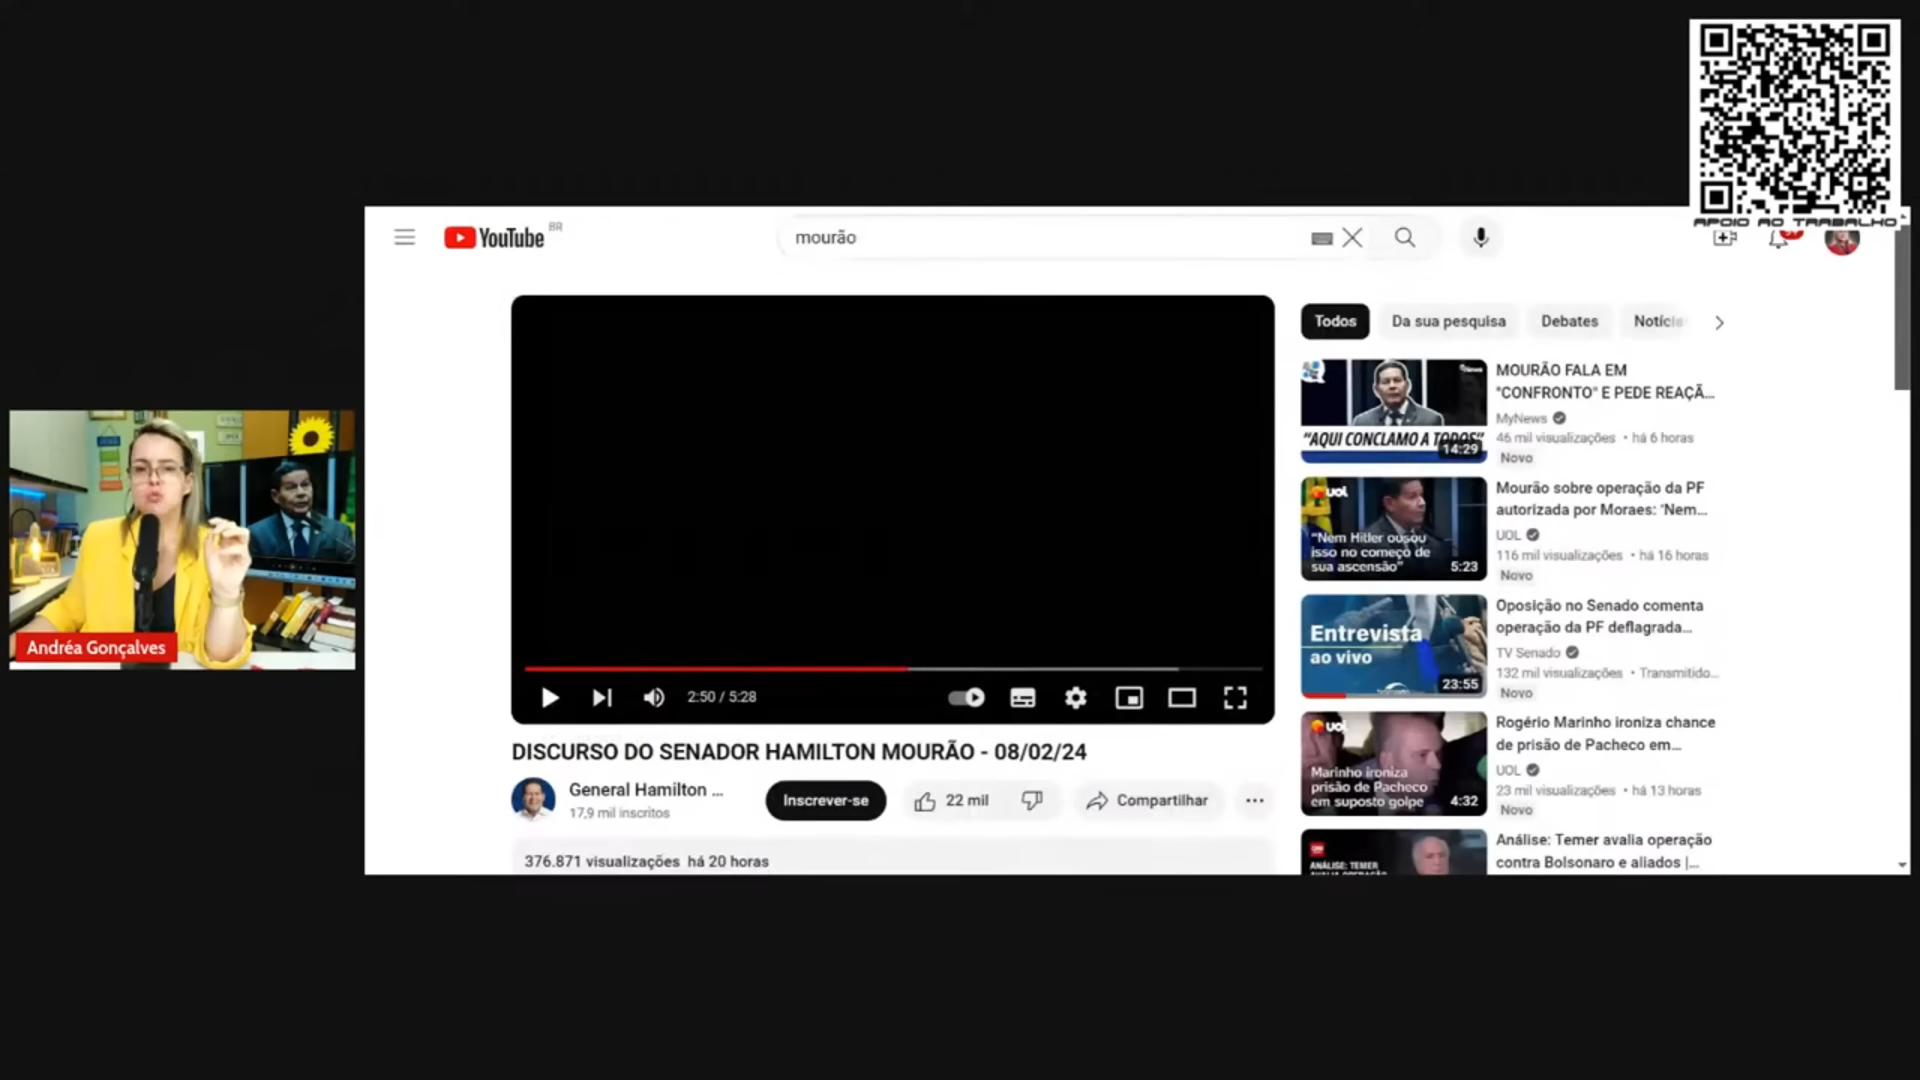 APOIO AO TRABALHO
YouTube BR
mourão
Todos
Da sua pesquisa
Debates
MOURÃO FALA EM
"CONFRONTO" E PEDE REAÇÃ...
MyNews
46 mil visualizações • há 6 horas
Novo
"AQUI CONCLAMO A TODOS"
14:29
Mourão sobre operação da PF
autorizada por Moraes: 'Nem...
UOL
116 mil visualizações • há 16 horas
Novo
uol
"Nem Hitler ousou
isso no começo de
sua ascensão"
5:23
Oposição no Senado comenta
operação da PF deflagrada...
TV Senado
132 mil visualizações • Transmitido...
Novo
Entrevista
ao vivo
23:55
Rogério Marinho ironiza chance
de prisão de Pacheco em...
UOL
23 mil visualizações • há 13 horas
Novo
uol
Marinho ironiza
prisão de Pacheco
em suposto golpe
4:32
Análise: Temer avalia operação
contra Bolsonaro e aliados |...
ANÁLISE: TEMER
2:50 / 5:28
DISCURSO DO SENADOR HAMILTON MOURÃO - 08/02/24
General Hamilton ...
17,9 mil inscritos
Inscrever-se
22 mil
Compartilhar
376.871 visualizações há 20 horas
Andréa Gonçalves